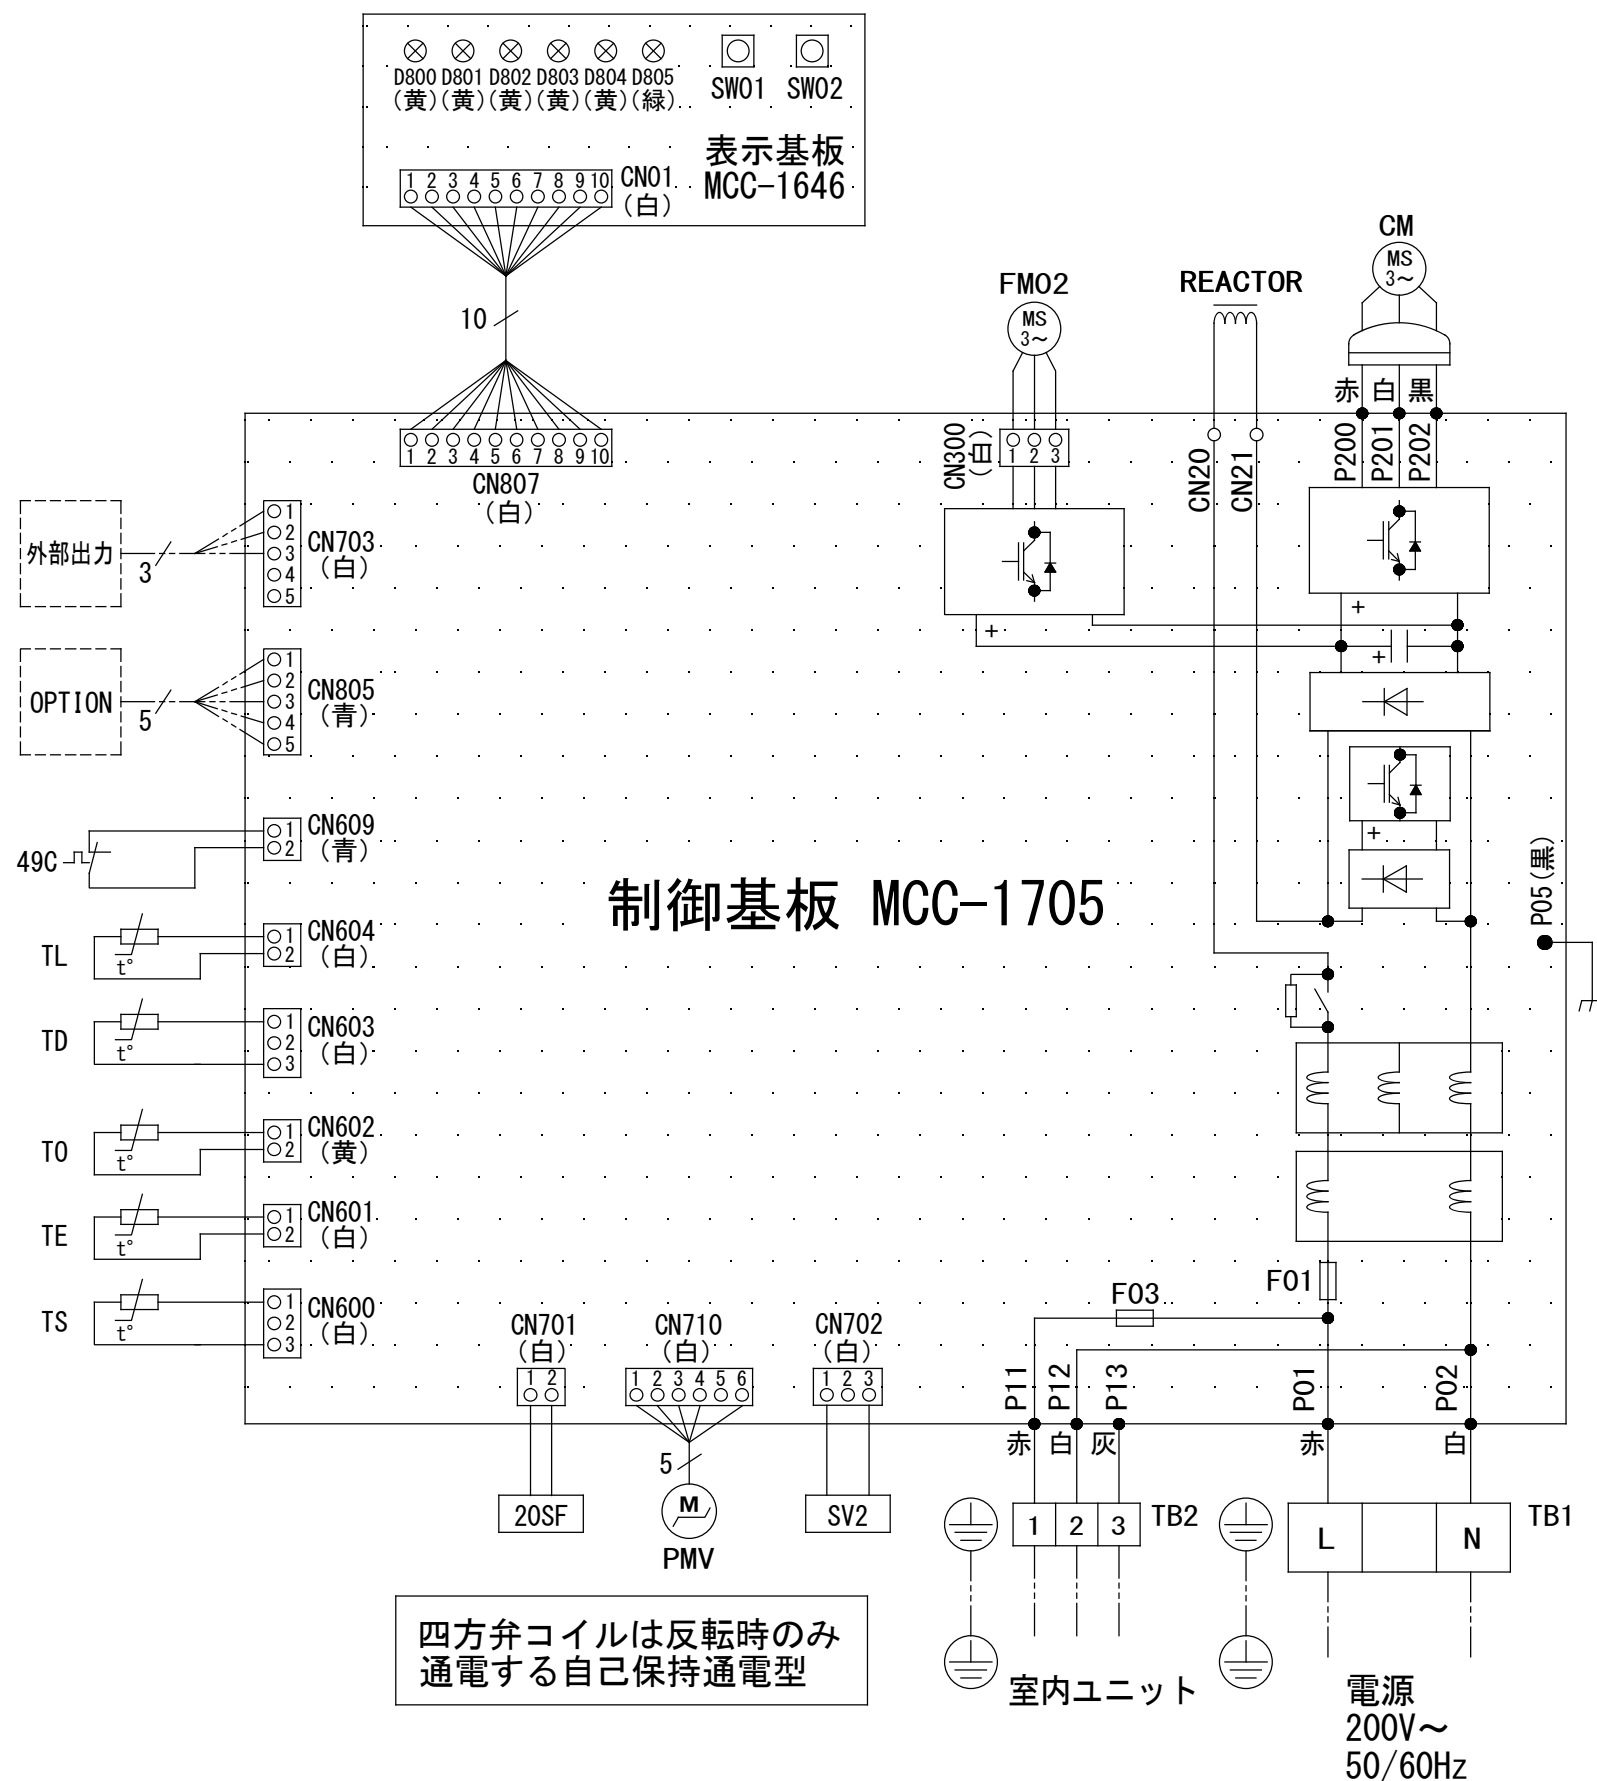 D800 D801 D802 D803 D804 D805
(黄)(黄)(黄)(黄)(黄)(緑)
SW01 SW02
表示基板
MCC-1646
1 2 3 4 5 6 7 8 9 10
CN01
(白)
10
1 2 3 4 5 6 7 8 9 10
CN807
(白)
FM02
MS
3~
CN300
(白)
1 2 3
REACTOR
CN20
CN21
CM
MS
3~
赤 白 黒
P200
P201
P202
+
+
+
+
外部出力
3
1
2
3
4
5
CN703
(白)
OPTION
5
1
2
3
4
5
CN805
(青)
49C
1
2
CN609
(青)
TL
t°
1
2
CN604
(白)
TD
t°
1
2
3
CN603
(白)
TO
t°
1
2
CN602
(黄)
TE
t°
1
2
CN601
(白)
TS
t°
1
2
3
CN600
(白)
制御基板 MCC-1705
P05(黒)
F01
F03
CN701
(白)
1 2
20SF
CN710
(白)
1 2 3 4 5 6
5
M
PMV
CN702
(白)
1 2 3
SV2
P11
P12
P13
P01
P02
赤 白 灰
赤
白
1 2 3
TB2
L
N
TB1
室内ユニット
電源
200V~
50/60Hz
四方弁コイルは反転時のみ
通電する自己保持通電型